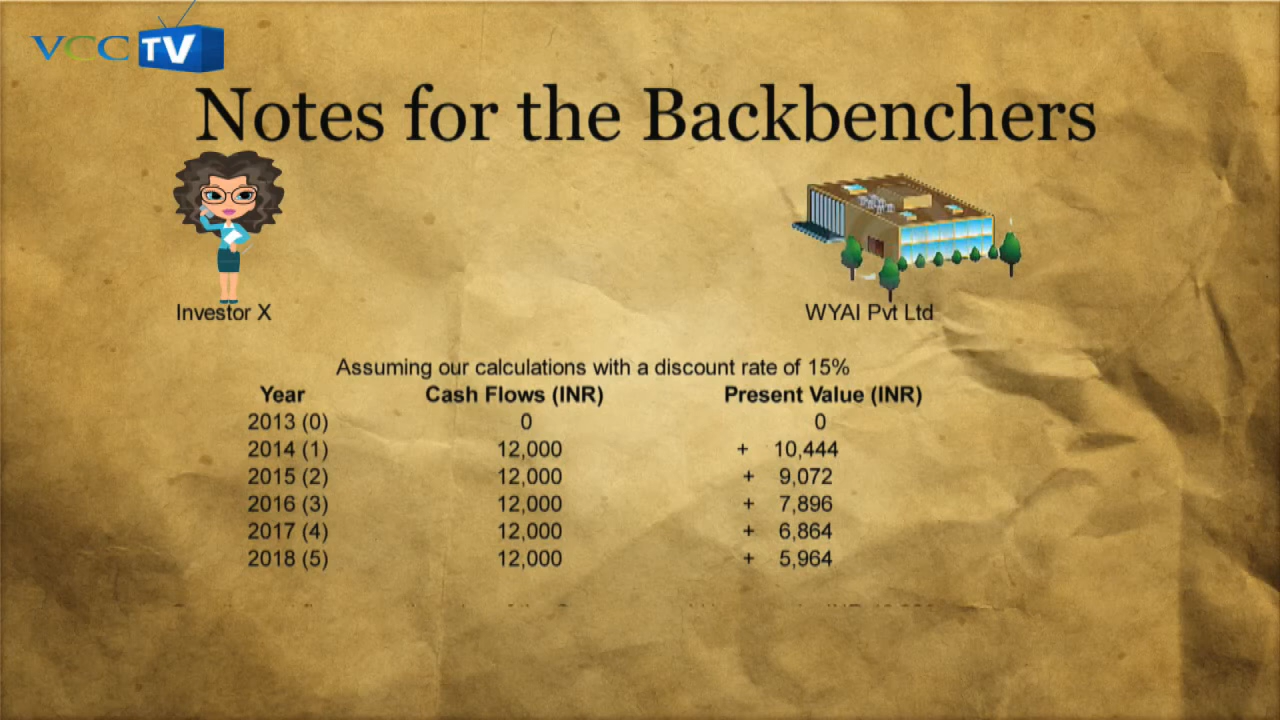 VCC TV
Notes for the Backbenchers
Investor X
WYAI Pvt Ltd
Assuming our calculations with a discount rate of 15%
Year Cash Flows (INR) Present Value (INR)
2013 (0) 0 0
2014 (1) 12,000 + 10,444
2015 (2) 12,000 + 9,072
2016 (3) 12,000 + 7,896
2017 (4) 12,000 + 6,864
2018 (5) 12,000 + 5,964